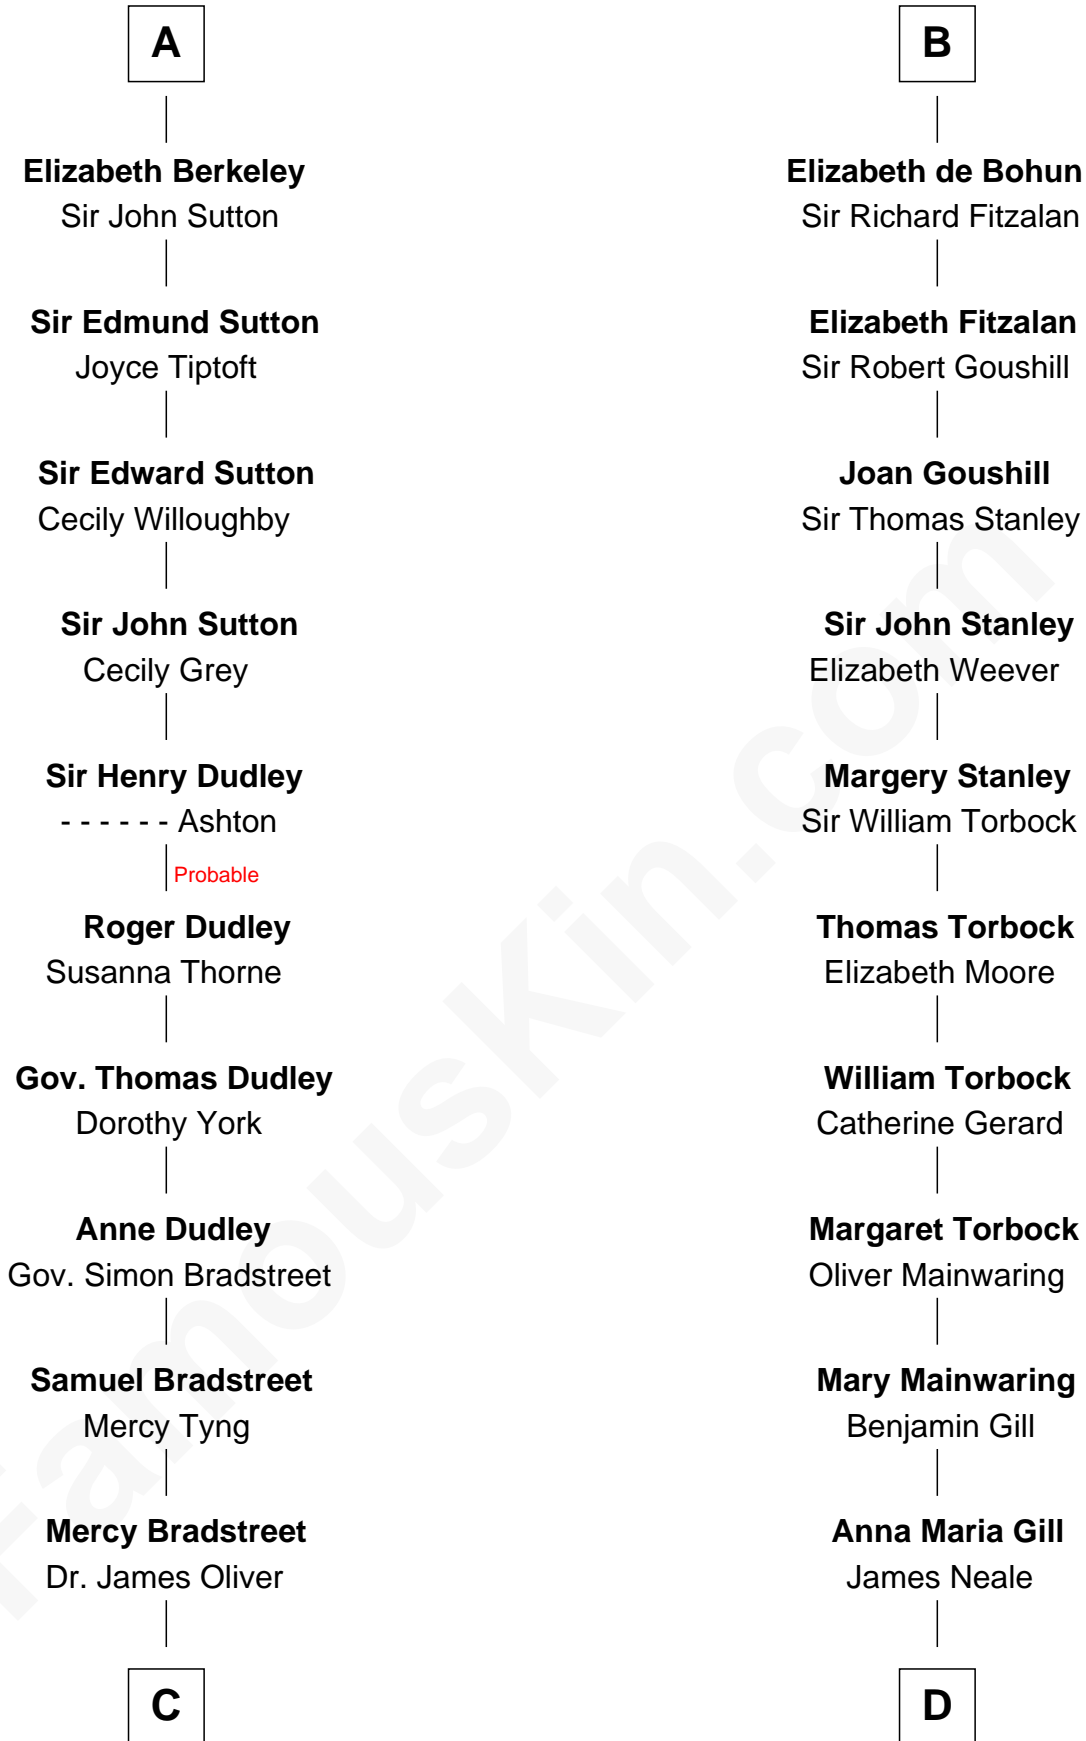 A
Elizabeth Berkeley
Sir John Sutton
Sir Edmund Sutton
Joyce Tiptoft
Sir Edward Sutton
Cecily Willoughby
Sir John Sutton
Cecily Grey
Sir Henry Dudley
- - - - - - Ashton
Probable
Roger Dudley
Susanna Thorne
Gov. Thomas Dudley
Dorothy York
Anne Dudley
Gov. Simon Bradstreet
Samuel Bradstreet
Mercy Tyng
Mercy Bradstreet
Dr. James Oliver
C
B
Elizabeth de Bohun
Sir Richard Fitzalan
Elizabeth Fitzalan
Sir Robert Goushill
Joan Goushill
Sir Thomas Stanley
Sir John Stanley
Elizabeth Weever
Margery Stanley
Sir William Torbock
Thomas Torbock
Elizabeth Moore
William Torbock
Catherine Gerard
Margaret Torbock
Oliver Mainwaring
Mary Mainwaring
Benjamin Gill
Anna Maria Gill
James Neale
D
FamousKin.com